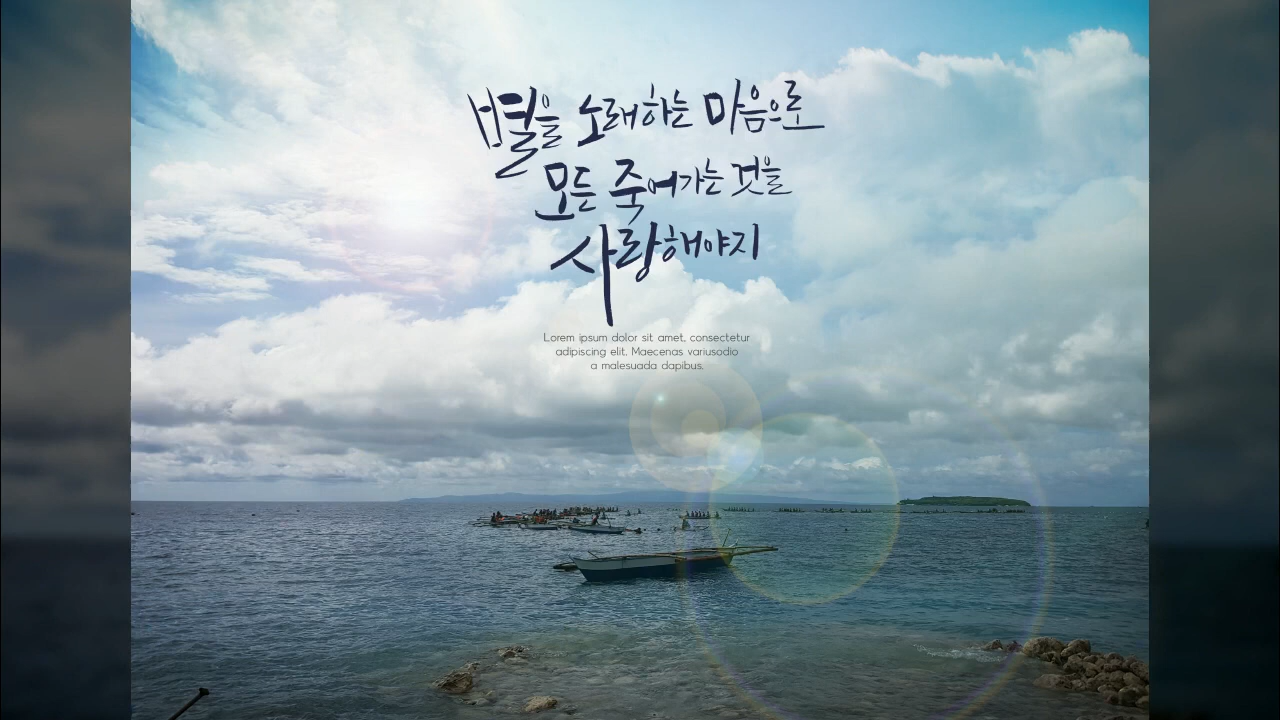 별을 노래하는 마음으로
모든 죽어가는 것을
사랑해야지
Lorem ipsum dolor sit amet, consectetur
adipiscing elit. Maecenas variusodio
a malesuada dapibus.